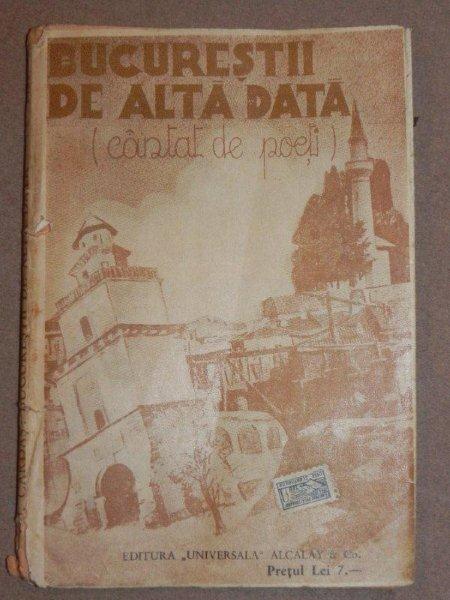 BUCUREȘTII
DE ALTĂ DATĂ
(cântat de poeți)
EDITURA „UNIVERSALA“ ALCALAY & Co.
Prețul Lei 7.—